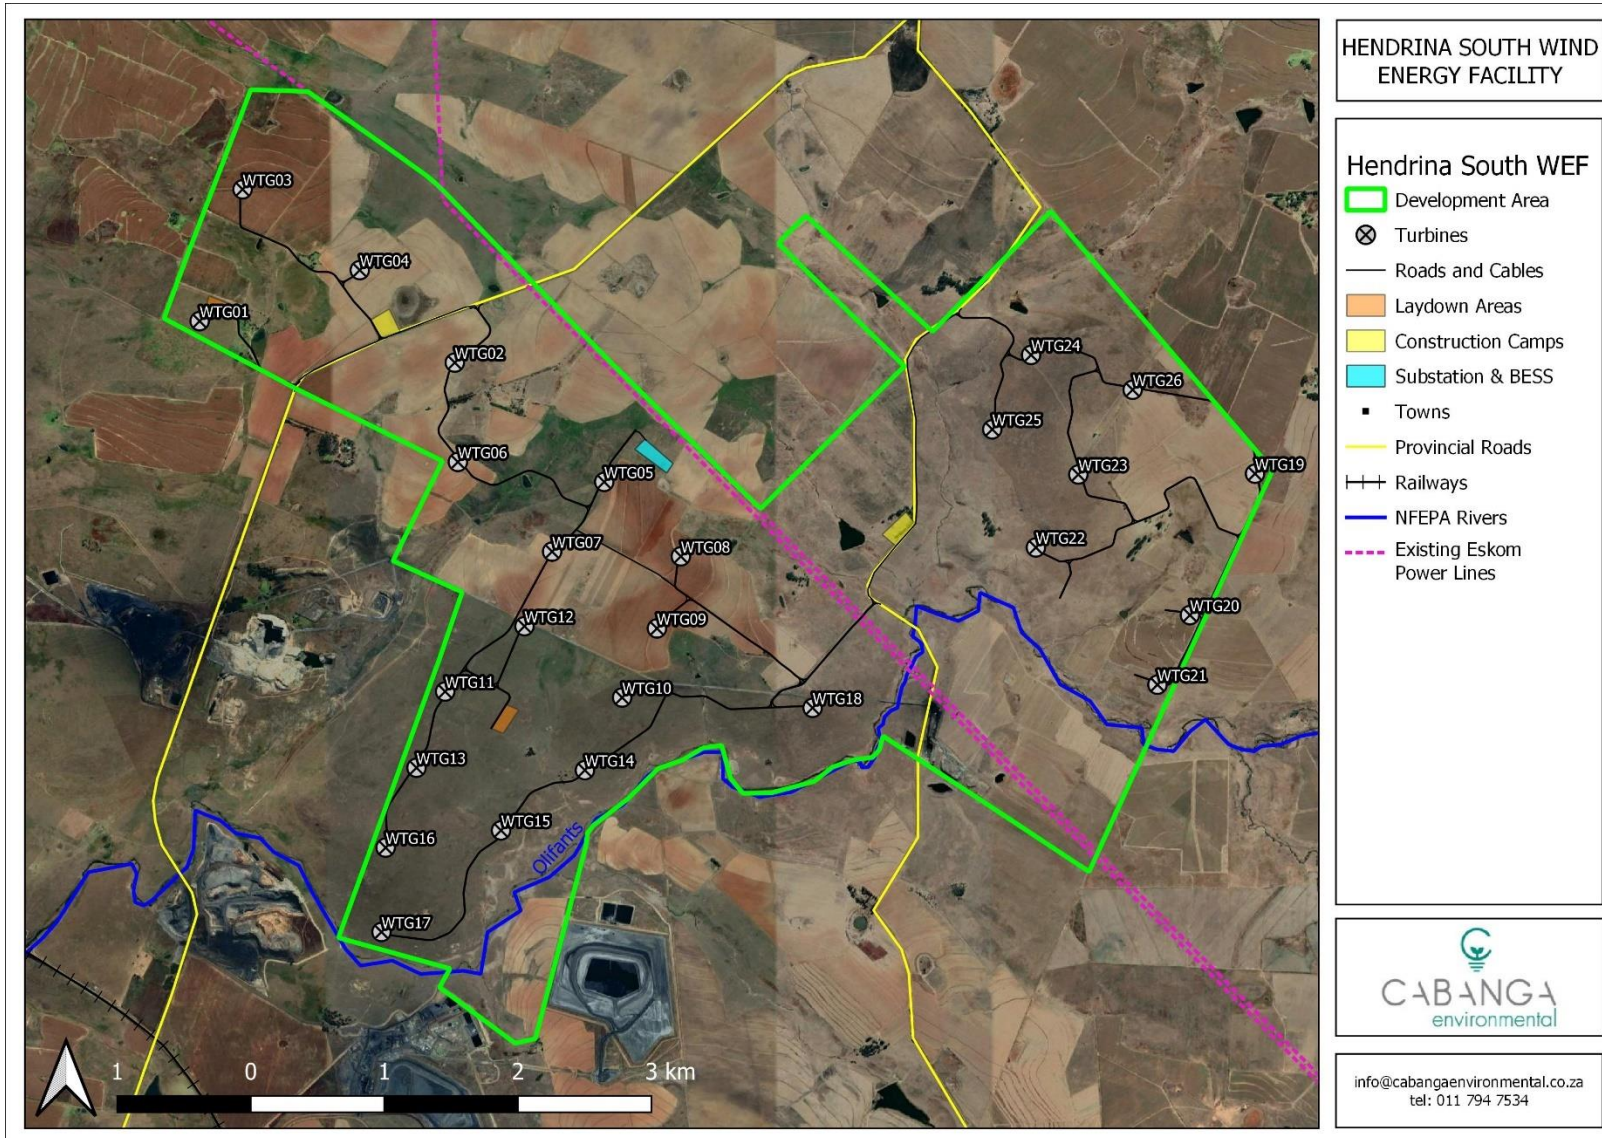 HENDRINA SOUTH WIND
ENERGY FACILITY
Hendrina South WEF
Development Area
Turbines
Roads and Cables
Laydown Areas
Construction Camps
Substation & BESS
Towns
Provincial Roads
Railways
NFEPA Rivers
Existing Eskom
Power Lines
CABANGA
environmental
info@cabangaenvironmental.co.za
tel: 011 794 7534
WTG03
WTG04
WTG01
WTG02
WTG24
WTG26
WTG25
WTG06
WTG05
WTG23
WTG19
WTG07
WTG08
WTG22
WTG12
WTG09
WTG20
WTG11
WTG10
WTG18
WTG21
WTG13
WTG14
WTG15
WTG16
Olifants
WTG17
1 0 1 2 3 km